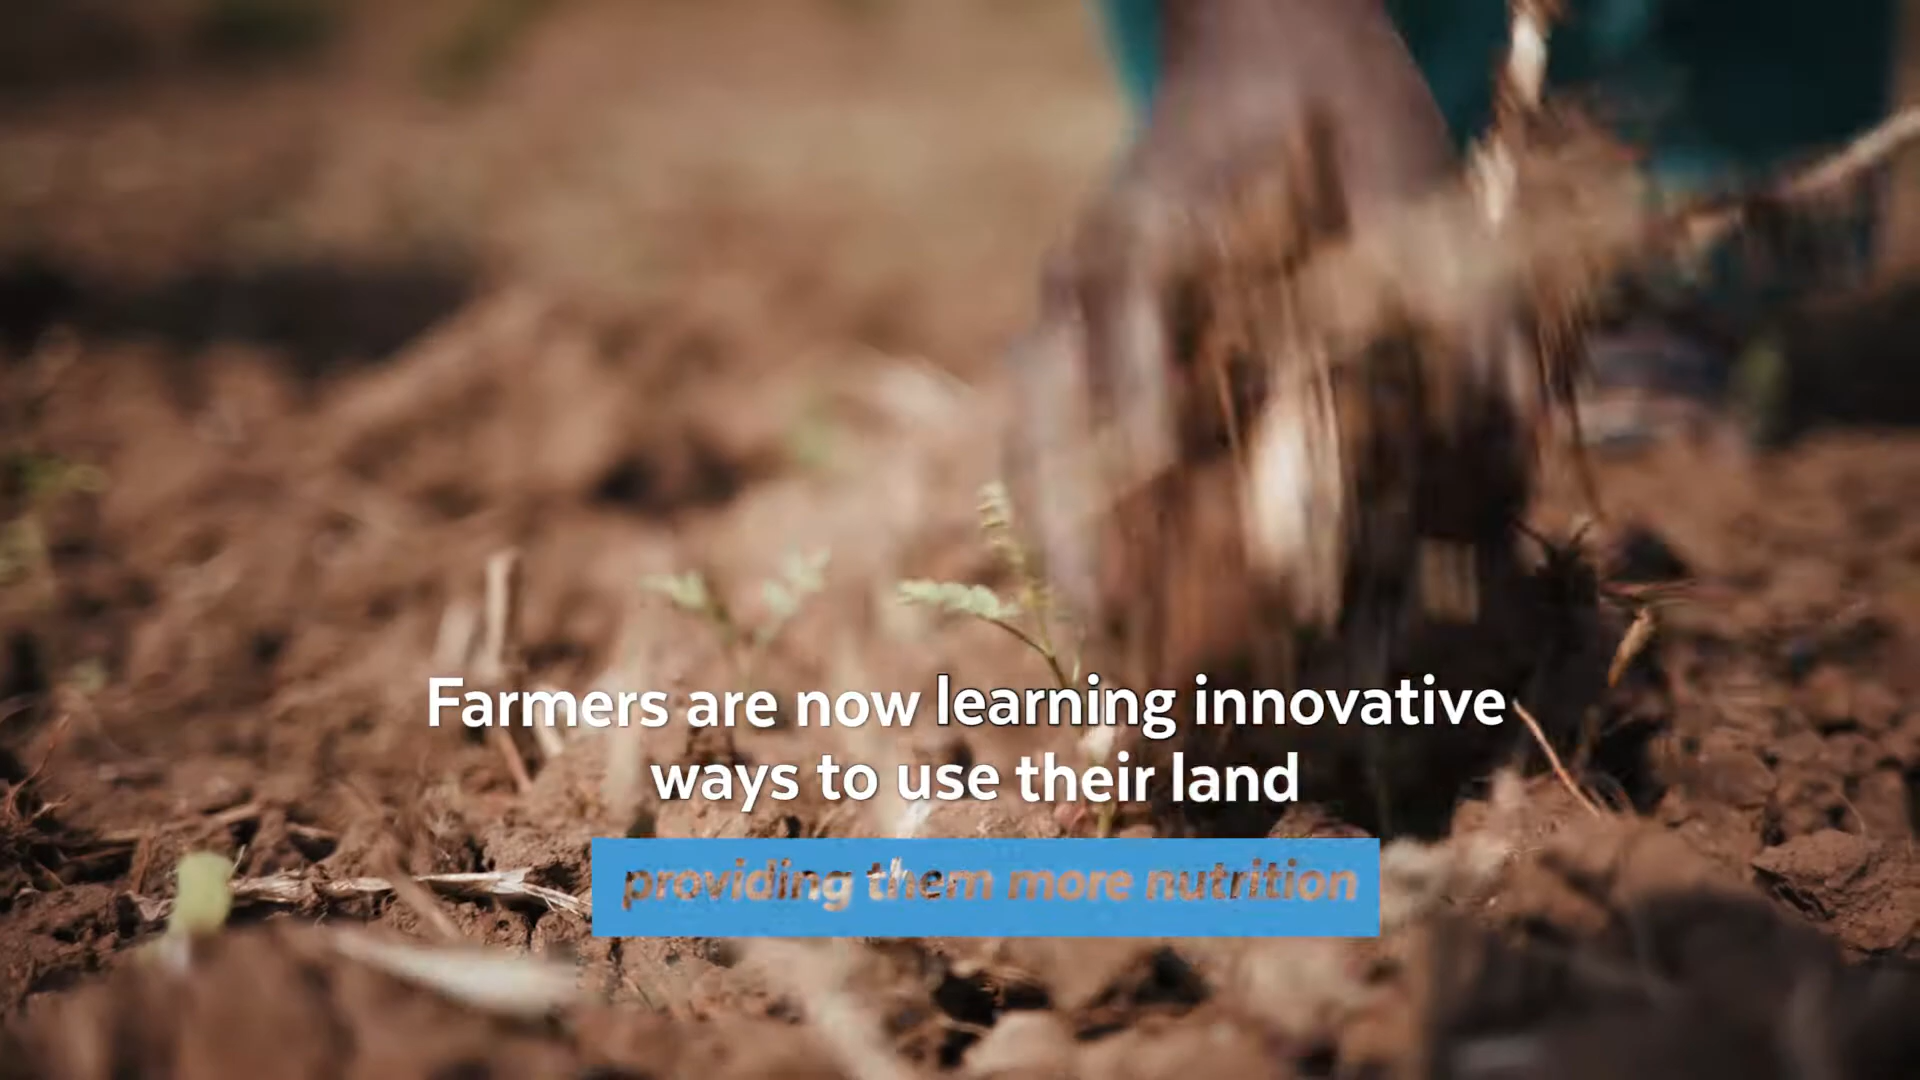 Farmers are now learning innovative
ways to use their land
providing them more nutrition